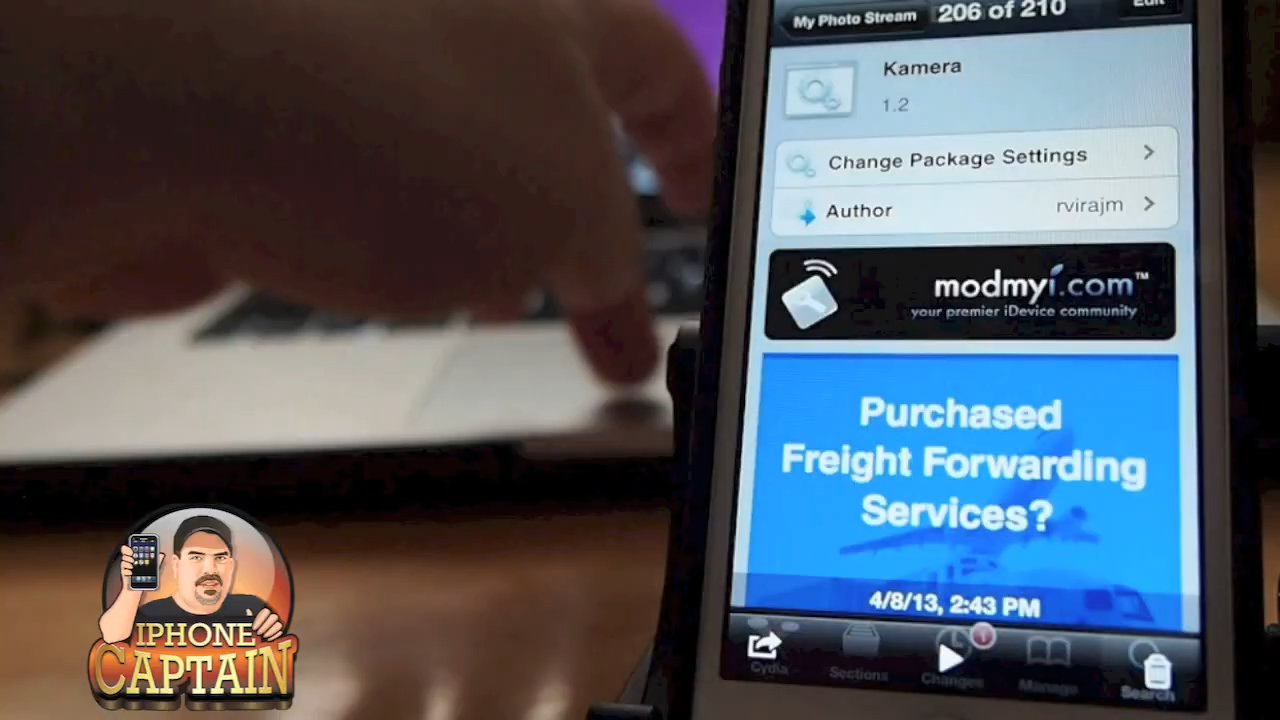 My Photo Stream
206 of 210
Edit
Kamera
1.2
Change Package Settings
Author
rvirajm
modmyi.com™
your premier iDevice community
Purchased
Freight Forwarding
Services?
4/8/13, 2:43 PM
Cydia
Sections
Changes
Manage
Search
IPHONE
CAPTAIN